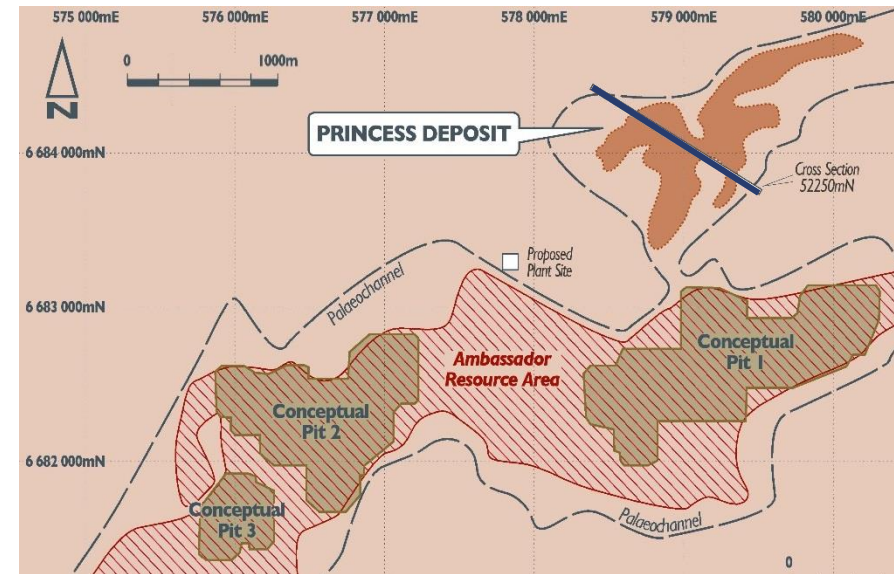 575 000mE 576 000mE 577 000mE 578 000mE 579 000mE 580 000mE
0 1000m
N
PRINCESS DEPOSIT
6 684 000mN
Cross Section
52250mN
Proposed
Plant Site
Palaeochannel
6 683 000mN
Ambassador
Resource Area
Conceptual
Pit 1
Conceptual
Pit 2
6 682 000mN
Conceptual
Pit 3
Palaeochannel
0